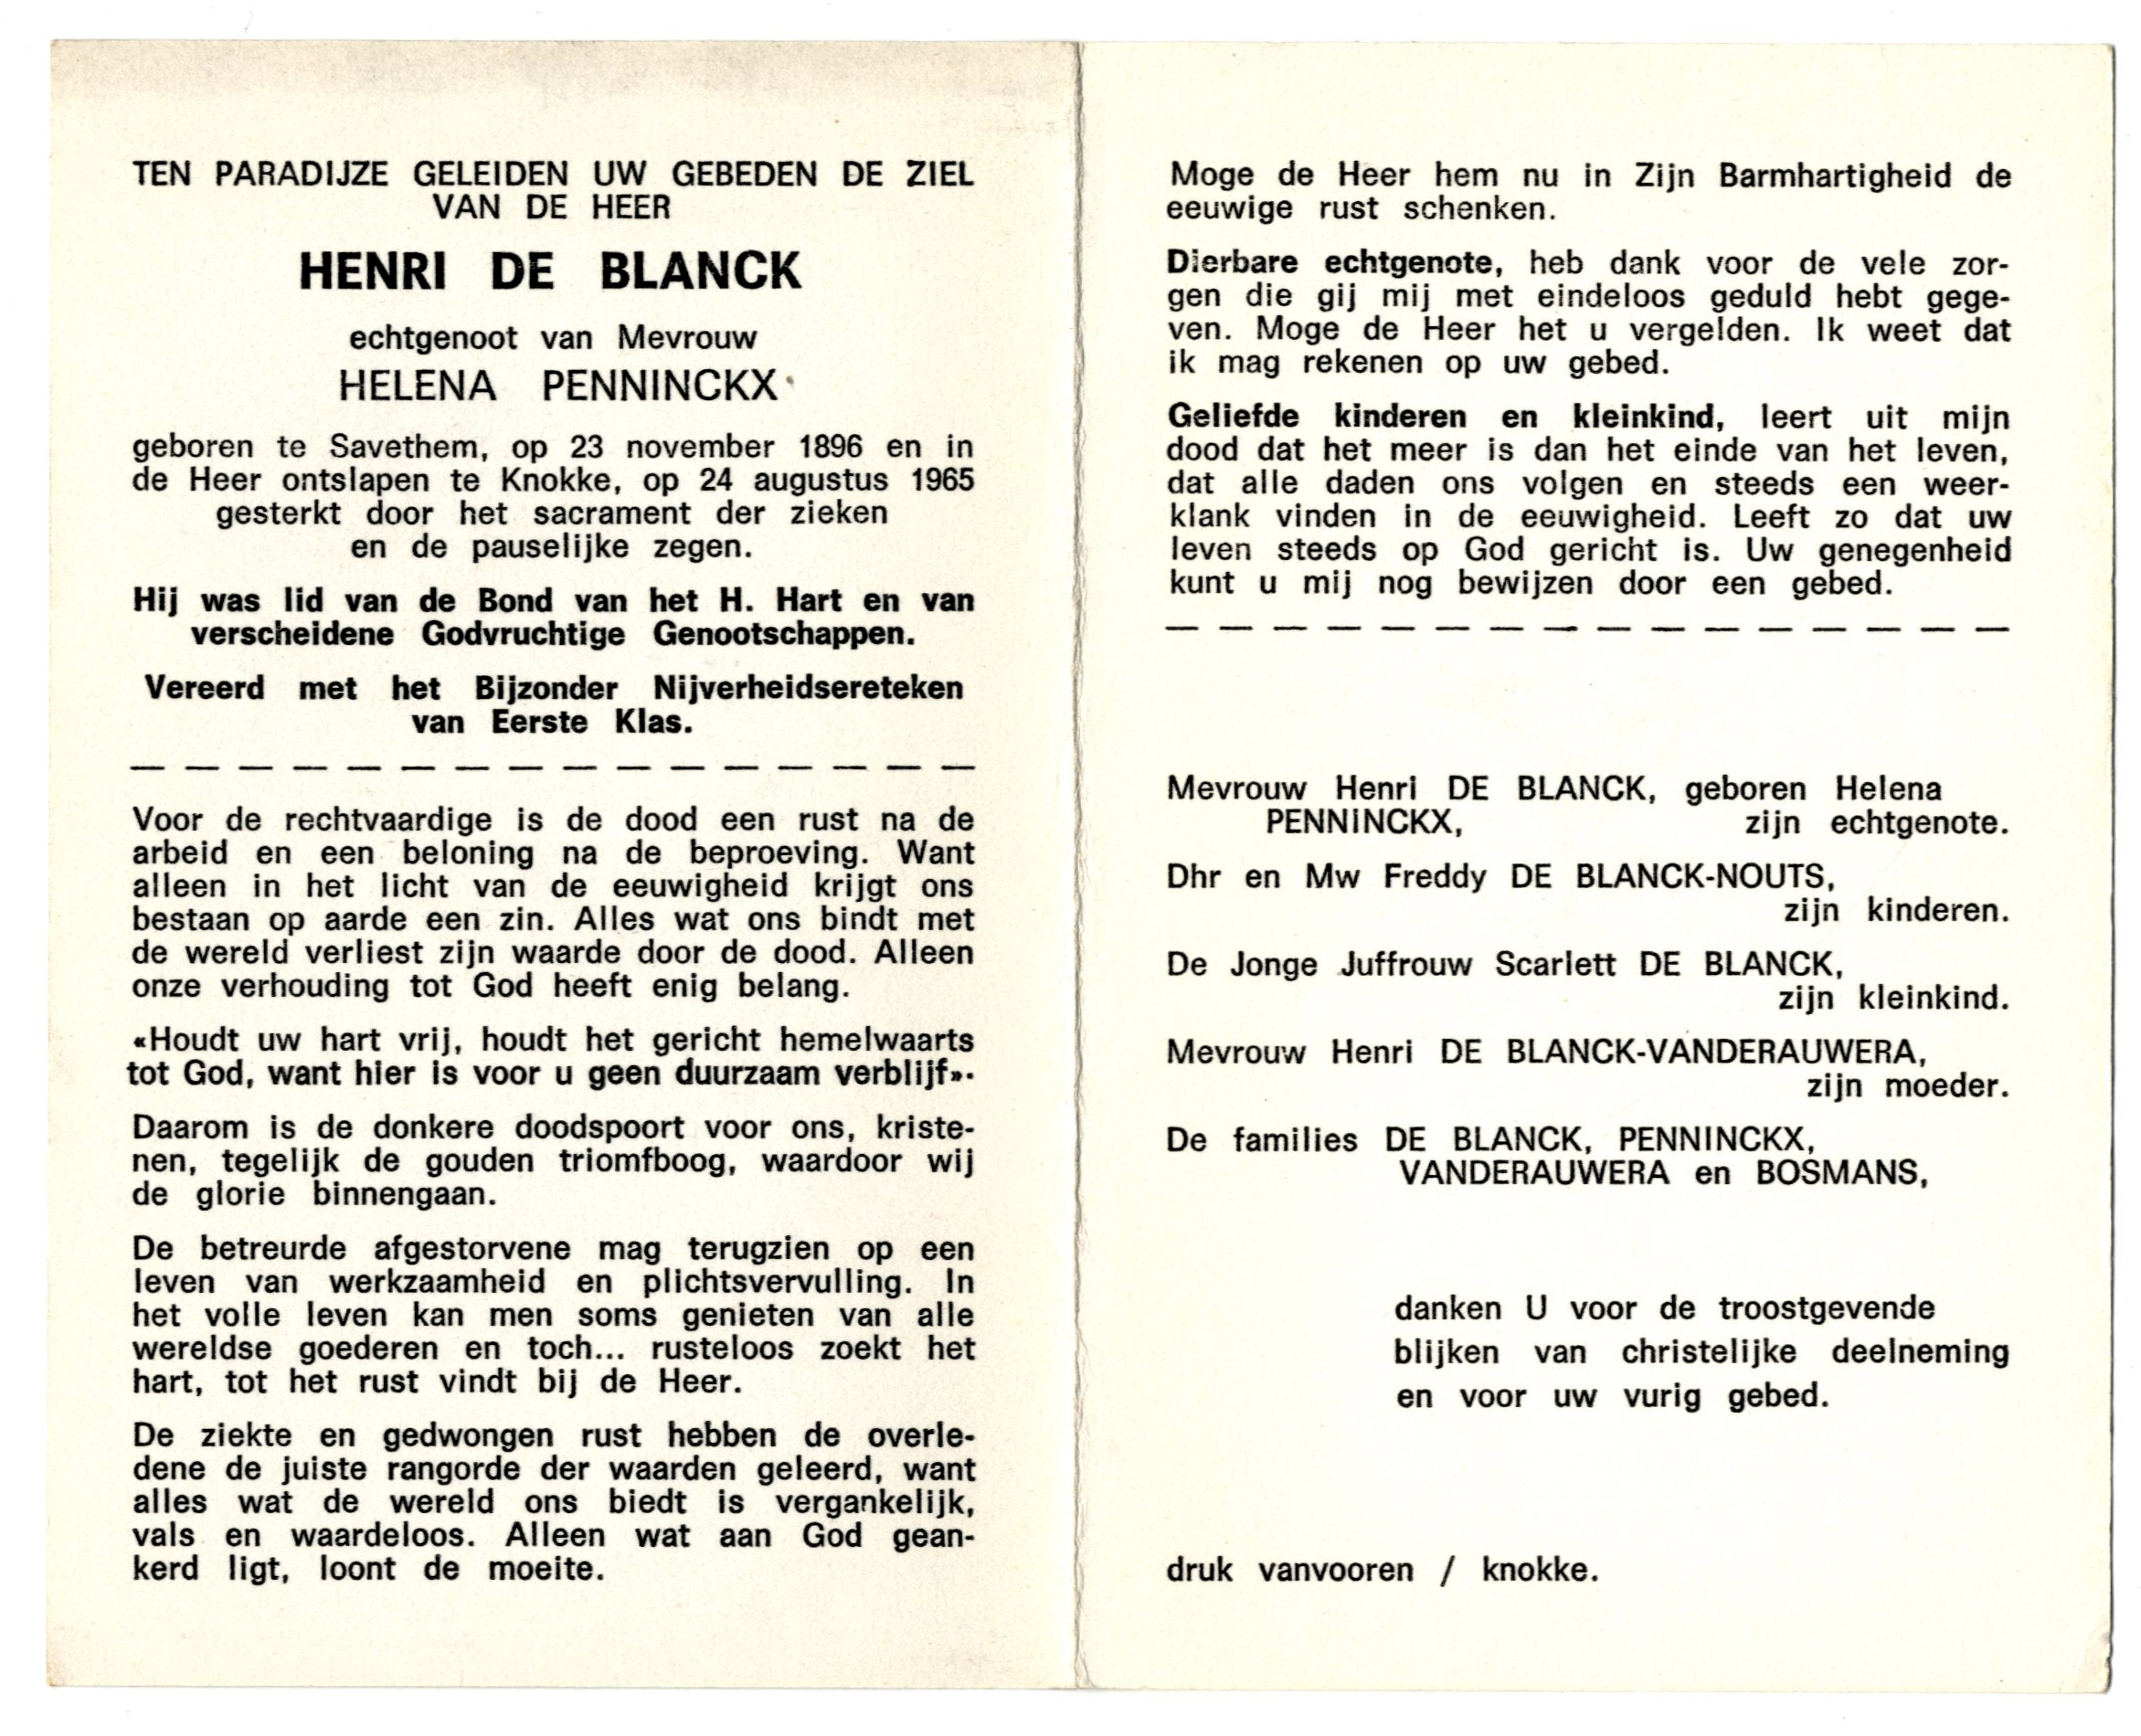 TEN PARADIJZE GELEIDEN UW GEBEDEN DE ZIEL
VAN DE HEER
HENRI DE BLANCK
echtgenoot van Mevrouw
HELENA PENNINCKX
geboren te Savethem, op 23 november 1896 en in
de Heer ontslapen te Knokke, op 24 augustus 1965
gesterkt door het sacrament der zieken
en de pauselijke zegen.
Hij was lid van de Bond van het H. Hart en van
verscheidene Godvruchtige Genootschappen.
Vereerd met het Bijzonder Nijverheidsereteken
van Eerste Klas.
Voor de rechtvaardige is de dood een rust na de
arbeid en een beloning na de beproeving. Want
alleen in het licht van de eeuwigheid krijgt ons
bestaan op aarde een zin. Alles wat ons bindt met
de wereld verliest zijn waarde door de dood. Alleen
onze verhouding tot God heeft enig belang.
«Houdt uw hart vrij, houdt het gericht hemelwaarts
tot God, want hier is voor u geen duurzaam verblijf».
Daarom is de donkere doodspoort voor ons, kriste-
nen, tegelijk de gouden triomfboog, waardoor wij
de glorie binnengaan.
De betreurde afgestorvene mag terugzien op een
leven van werkzaamheid en plichtsvervulling. In
het volle leven kan men soms genieten van alle
wereldse goederen en toch... rusteloos zoekt het
hart, tot het rust vindt bij de Heer.
De ziekte en gedwongen rust hebben de overle-
dene de juiste rangorde der waarden geleerd, want
alles wat de wereld ons biedt is vergankelijk,
vals en waardeloos. Alleen wat aan God gean-
kerd ligt, loont de moeite.
Moge de Heer hem nu in Zijn Barmhartigheid de
eeuwige rust schenken.
Dierbare echtgenote, heb dank voor de vele zor-
gen die gij mij met eindeloos geduld hebt gege-
ven. Moge de Heer het u vergelden. Ik weet dat
ik mag rekenen op uw gebed.
Geliefde kinderen en kleinkind, leert uit mijn
dood dat het meer is dan het einde van het leven,
dat alle daden ons volgen en steeds een weer-
klank vinden in de eeuwigheid. Leeft zo dat uw
leven steeds op God gericht is. Uw genegenheid
kunt u mij nog bewijzen door een gebed.
Mevrouw Henri DE BLANCK, geboren Helena
PENNINCKX, zijn echtgenote.
Dhr en Mw Freddy DE BLANCK-NOUTS,
zijn kinderen.
De Jonge Juffrouw Scarlett DE BLANCK,
zijn kleinkind.
Mevrouw Henri DE BLANCK-VANDERAUWERA,
zijn moeder.
De families DE BLANCK, PENNINCKX,
VANDERAUWERA en BOSMANS,
danken U voor de troostgevende
blijken van christelijke deelneming
en voor uw vurig gebed.
druk vanvooren / knokke.